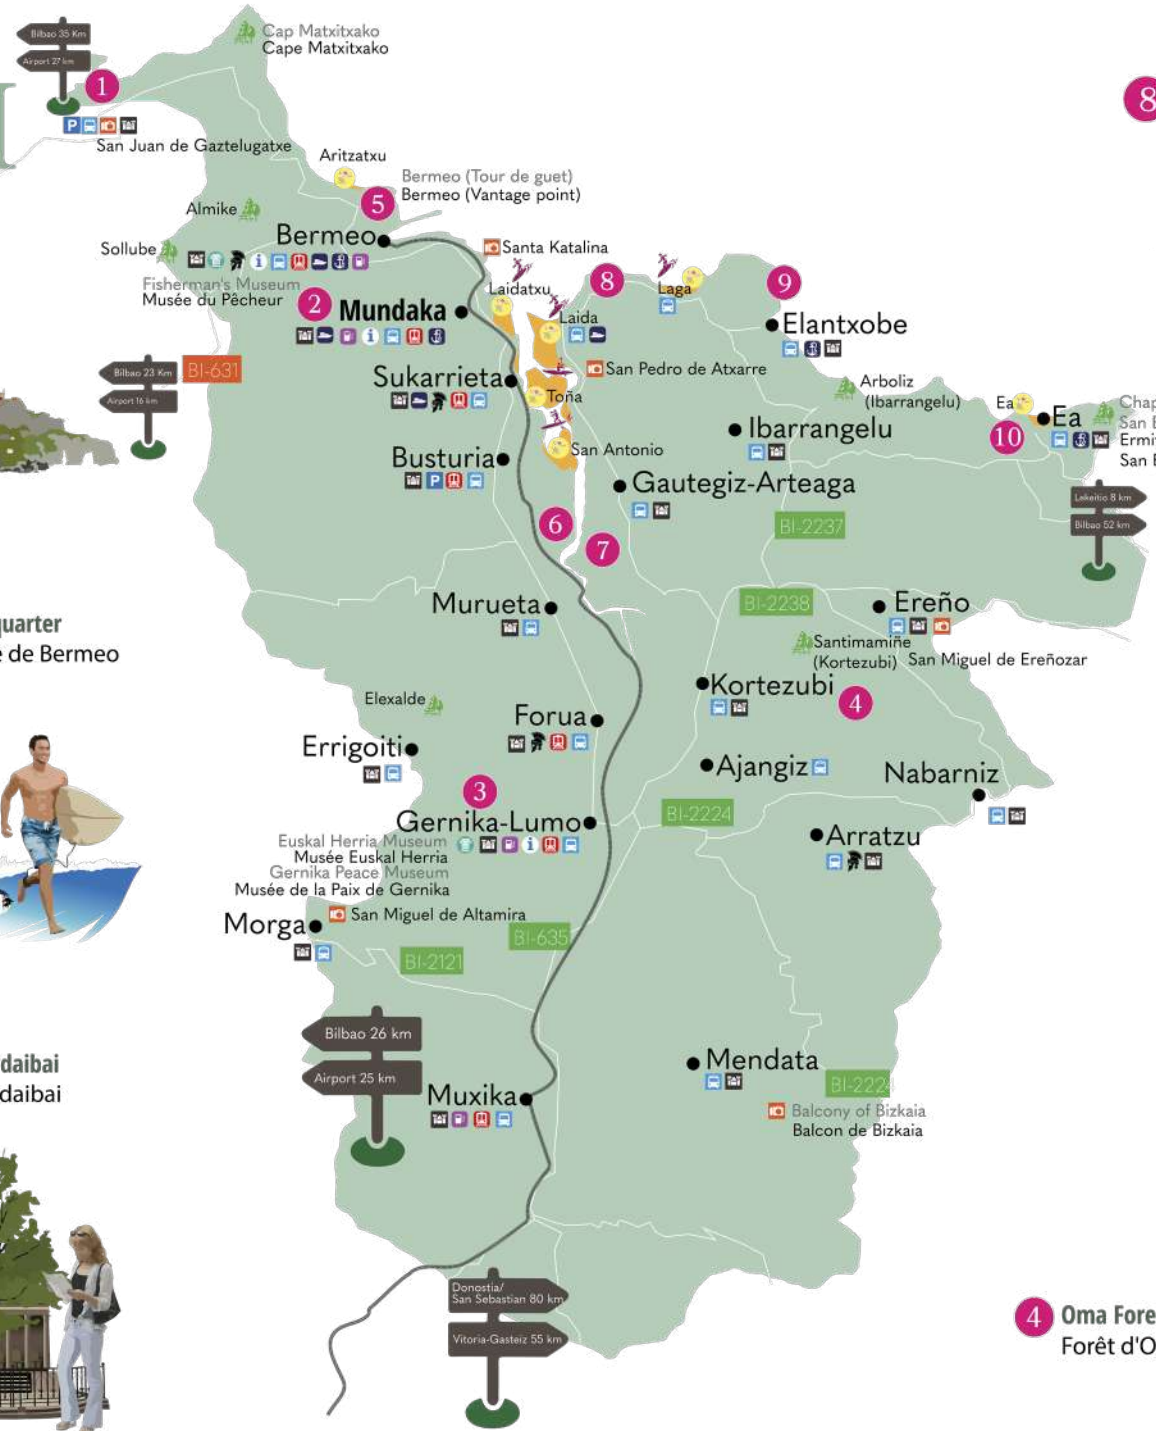 Bilbao 35 Km
Airport 27 km
1
Cap Matxitxako
Cape Matxitxako
8
San Juan de Gaztelugatxe
Aritzatxu
Bermeo (Tour de guet)
Bermeo (Vantage point)
5
Almike
Bermeo
Sollube
Santa Katalina
Fisherman's Museum
Musée du Pêcheur
2
Mundaka
Laidatxu
8
Laida
Laga
9
Elantxobe
Bilbao 23 Km
Airport 16 km
BI-631
Sukarrieta
San Pedro de Atxarre
Toña
Arboliz
(Ibarrangelu)
Ea
Ea
10
Chap
San
Ermi
San
Ibarrangelu
Busturia
San Antonio
Gautegiz-Arteaga
Lekeitio 8 km
Bilbao 52 km
6
7
BI-2237
Murueta
BI-2238
Ereño
Santimamiñe
(Kortezubi)
San Miguel de Ereñozar
quarter
de Bermeo
Kortezubi
4
Elexalde
Forua
Errigoiti
Ajangiz
Nabarniz
3
Gernika-Lumo
BI-2224
Arratzu
Euskal Herria Museum
Musée Euskal Herria
Gernika Peace Museum
Musée de la Paix de Gernika
Morga
San Miguel de Altamira
BI-635
BI-2121
Bilbao 26 km
Airport 25 km
Mendata
BI-2224
Muxika
Balcony of Bizkaia
Balcon de Bizkaia
daibai
daibai
Donostia/
San Sebastian 80 km
Vitoria-Gasteiz 55 km
4
Oma Fore
Forêt d'O